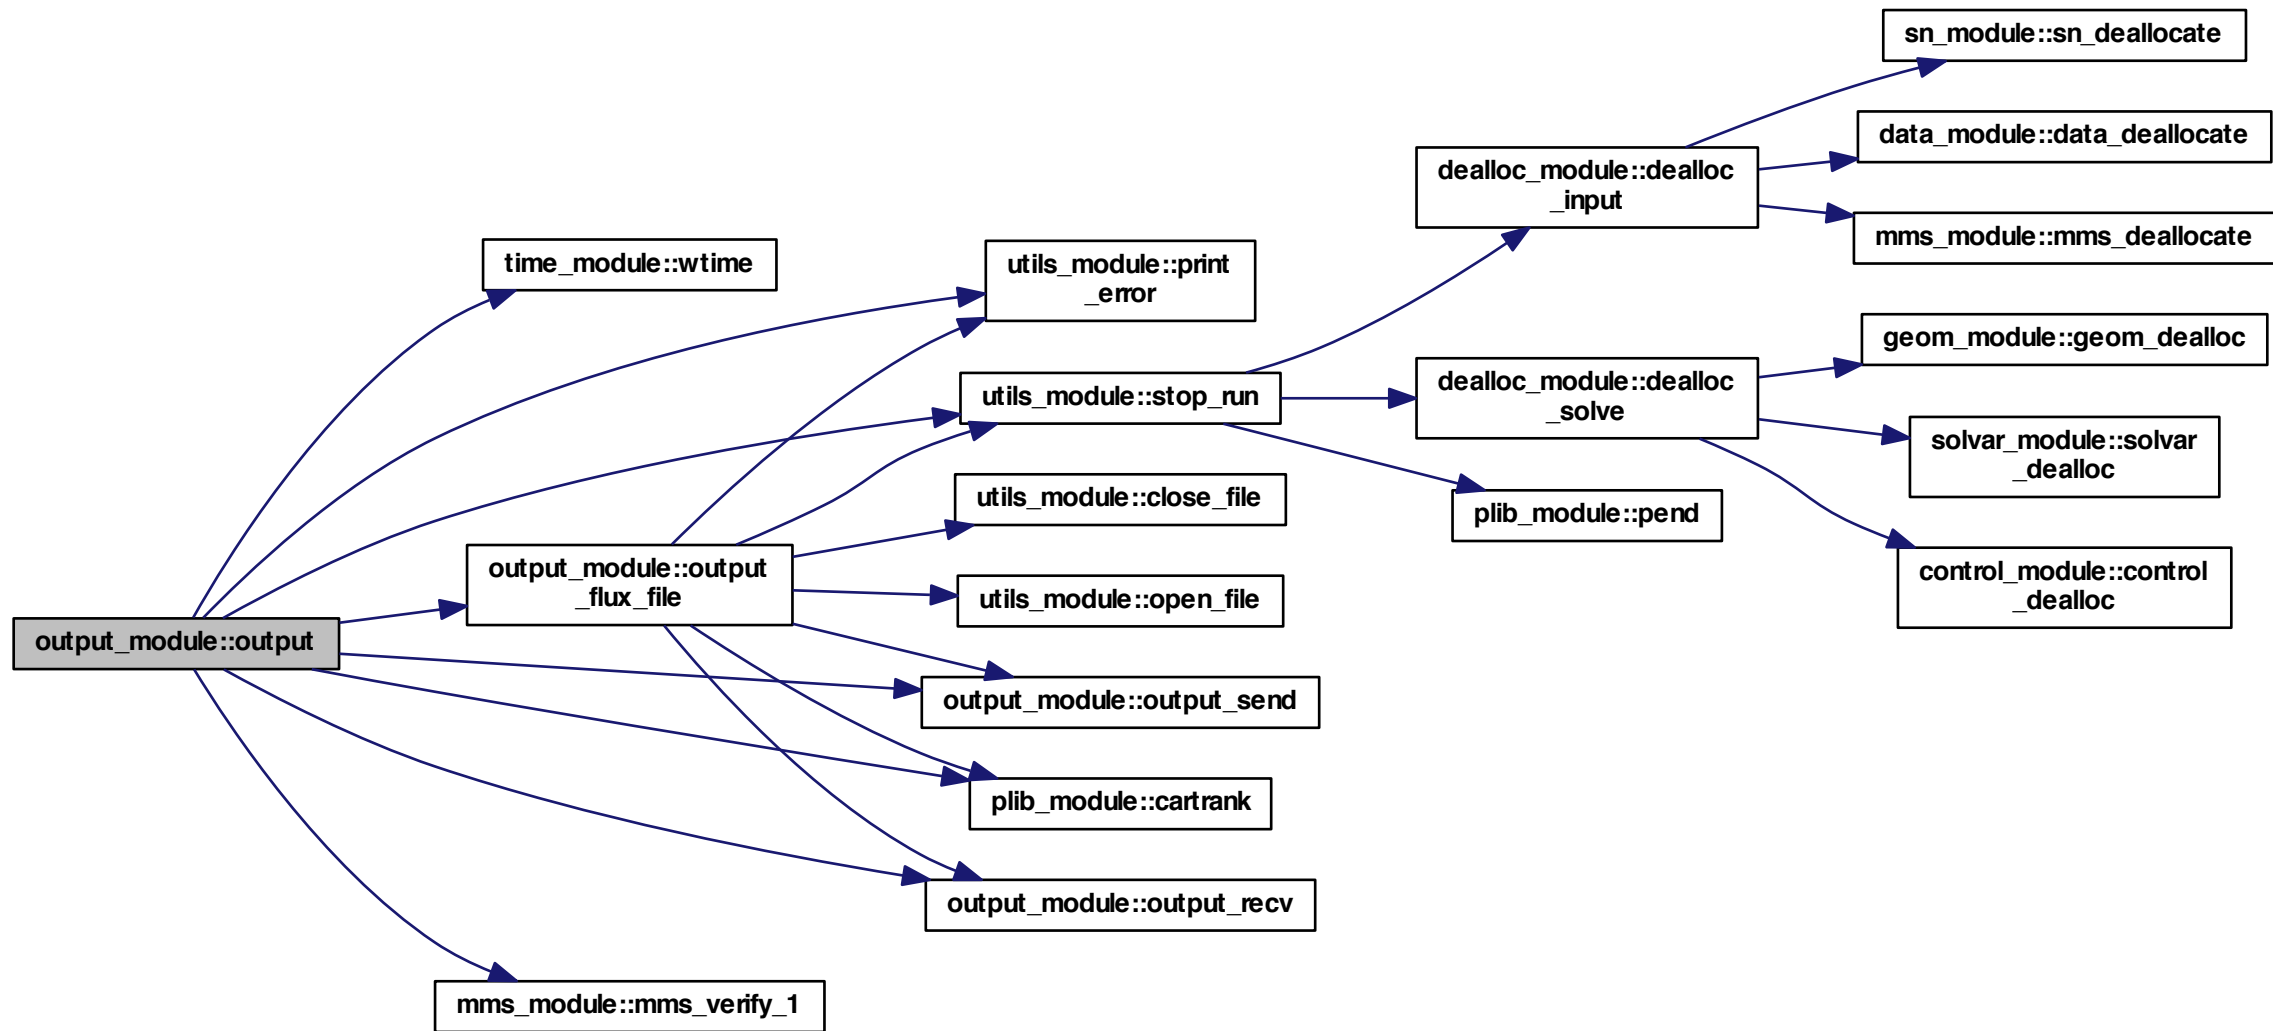 sn_module::sn_deallocate
data_module::data_deallocate
dealloc_module::dealloc
_input
mms_module::mms_deallocate
time_module::wtime
utils_module::print
_error
geom_module::geom_dealloc
utils_module::stop_run
dealloc_module::dealloc
_solve
solvar_module::solvar
_dealloc
utils_module::close_file
plib_module::pend
output_module::output
_flux_file
utils_module::open_file
control_module::control
_dealloc
output_module::output
output_module::output_send
plib_module::cartrank
output_module::output_recv
mms_module::mms_verify_1